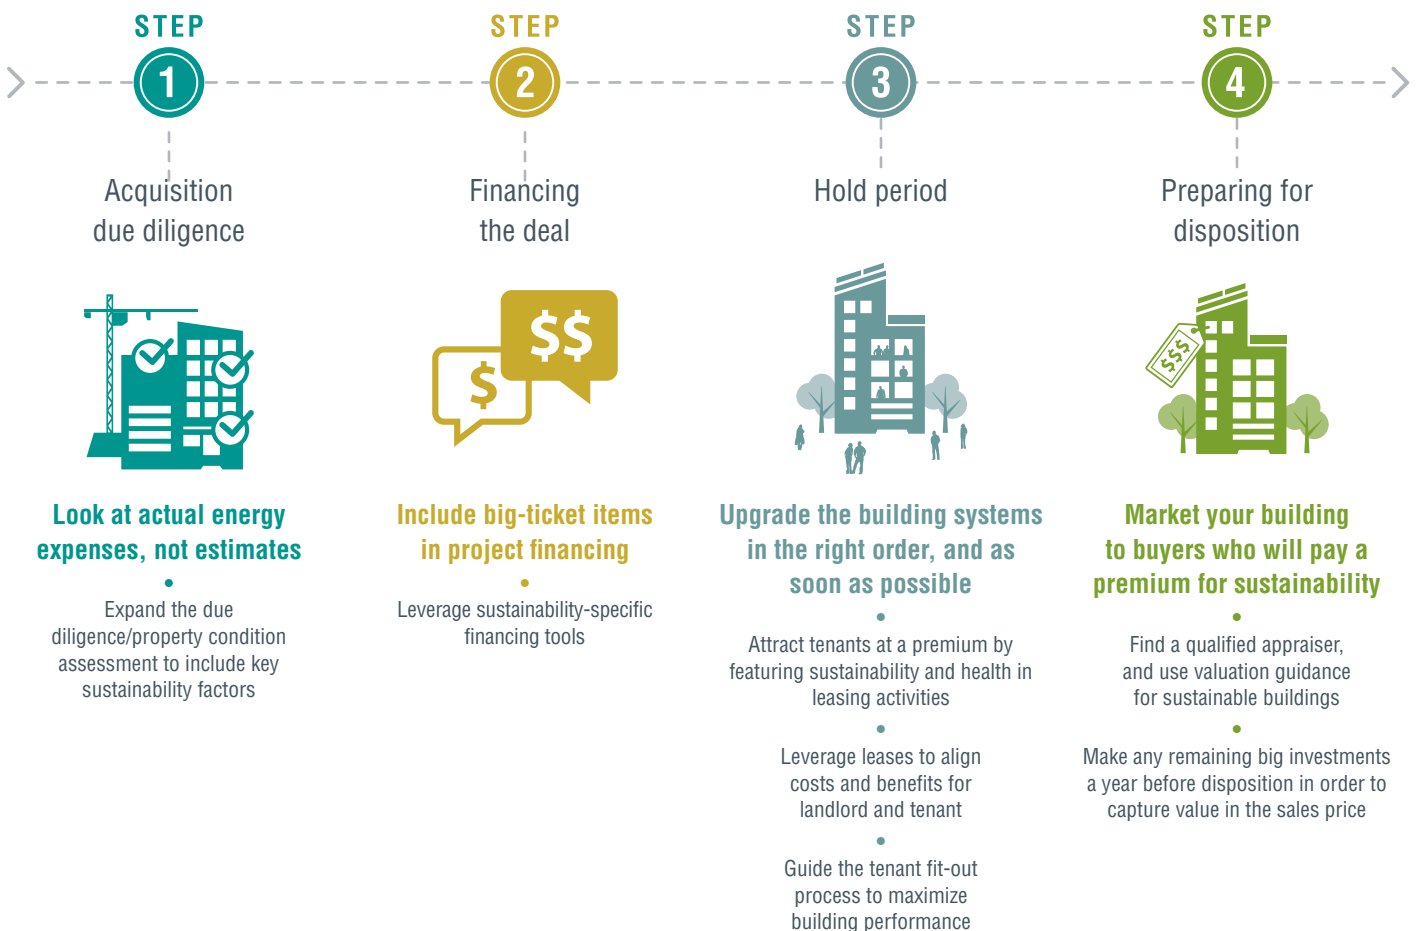 STEP
1
Acquisition
due diligence
Look at actual energy
expenses, not estimates
•
Expand the due
diligence/property condition
assessment to include key
sustainability factors
STEP
2
Financing
the deal
$
$$
Include big-ticket items
in project financing
•
Leverage sustainability-specific
financing tools
STEP
3
Hold period
Upgrade the building systems
in the right order, and as
soon as possible
•
Attract tenants at a premium by
featuring sustainability and health in
leasing activities
•
Leverage leases to align
costs and benefits for
landlord and tenant
•
Guide the tenant fit-out
process to maximize
building performance
STEP
4
Preparing for
disposition
$$$
Market your building
to buyers who will pay a
premium for sustainability
•
Find a qualified appraiser,
and use valuation guidance
for sustainable buildings
•
Make any remaining big investments
a year before disposition in order to
capture value in the sales price